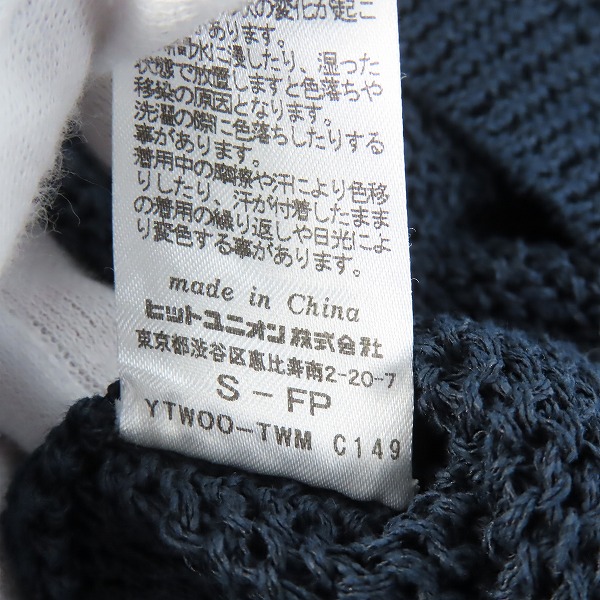 の変化が起こ
あります。
水に浸したり、湿った
状態で放置しますと色落ちや
移染の原因となります。
洗濯の際に色落ちしたりする
事があります。
着用中の摩擦や汗により色移
りしたり、汗が付着したまま
の着用の繰り返しや日光によ
り変色する事があります。
made in China
ヒットユニオン株式会社
東京都渋谷区恵比寿南2-20-7
S-FP
YTWOO-TWM C149